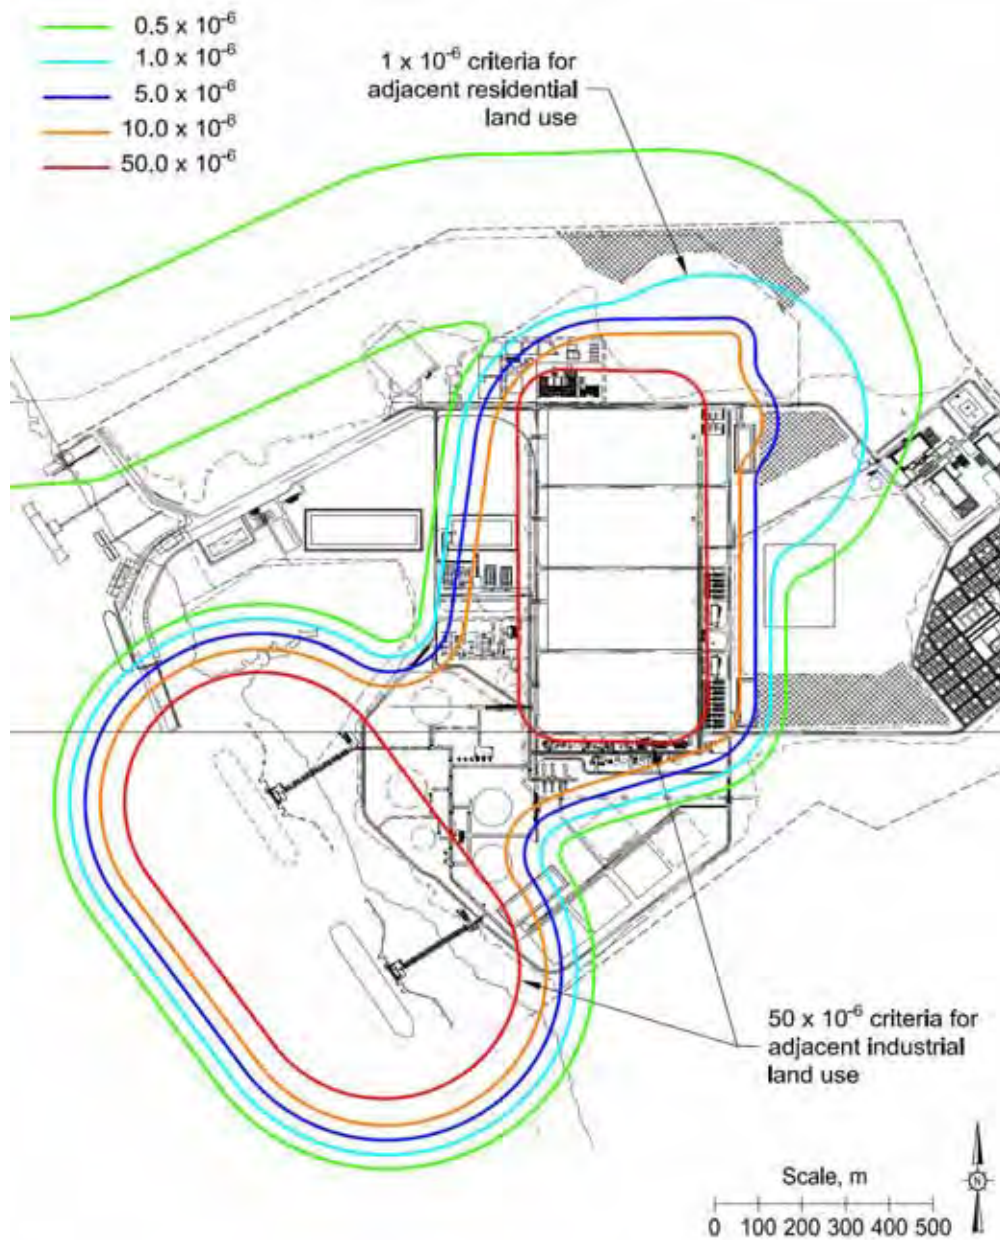 0.5 x 10⁻⁶
1.0 x 10⁻⁶
5.0 x 10⁻⁶
10.0 x 10⁻⁶
50.0 x 10⁻⁶
1 x 10⁻⁶ criteria for
adjacent residential
land use
50 x 10⁻⁶ criteria for
adjacent industrial
land use
Scale, m
0 100 200 300 400 500
N